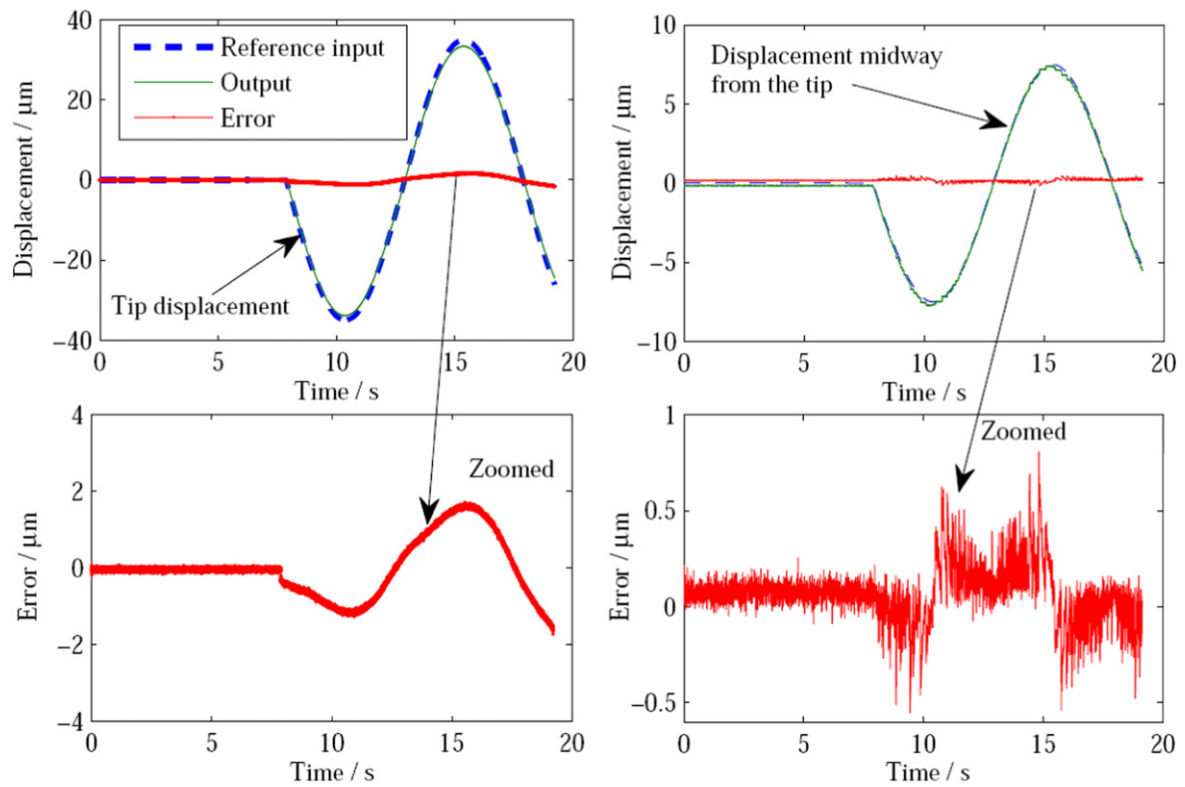 40
20
0
−20
−40
Displacement / μm
Reference input
Output
Error
Tip displacement
0
5
10
15
20
Time / s
10
5
0
−5
−10
Displacement / μm
Displacement midway
from the tip
0
5
10
15
20
Time / s
4
2
0
−2
−4
Error / μm
Zoomed
0
5
10
15
20
Time / s
1
0.5
0
−0.5
Error / μm
Zoomed
0
5
10
15
20
Time / s